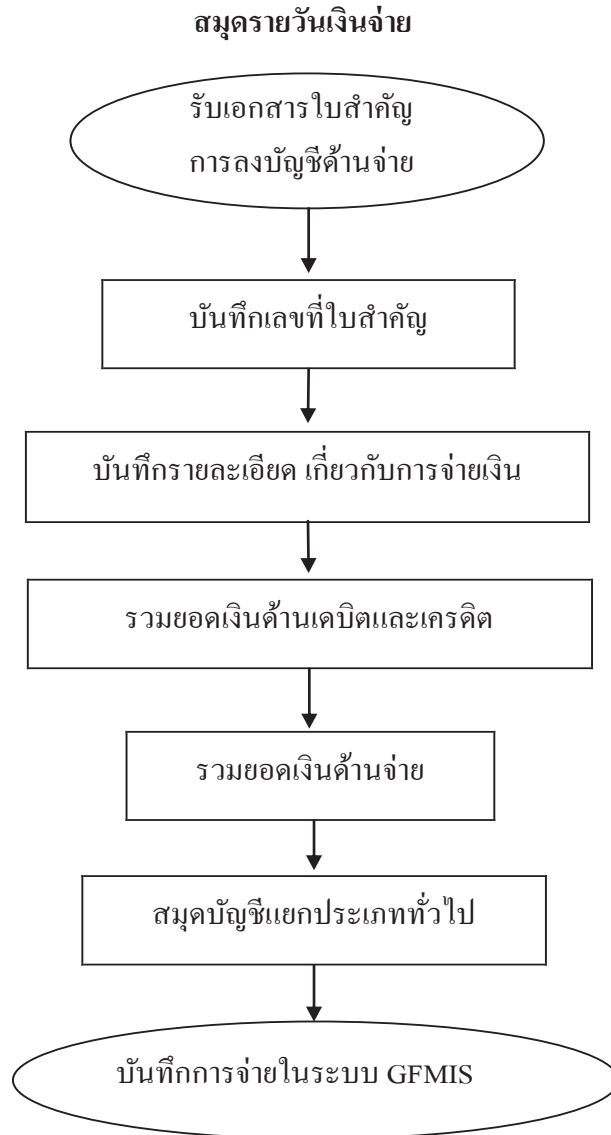 สมุดรายวันเงินจ่าย
รับเอกสารใบสำคัญ
การลงบัญชีด้านจ่าย
บันทึกเลขที่ใบสำคัญ
บันทึกรายละเอียด เกี่ยวกับการจ่ายเงิน
รวมยอดเงินด้านเดบิตและเครดิต
รวมยอดเงินด้านจ่าย
สมุดบัญชีแยกประเภททั่วไป
บันทึกการจ่ายในระบบ GFMIS